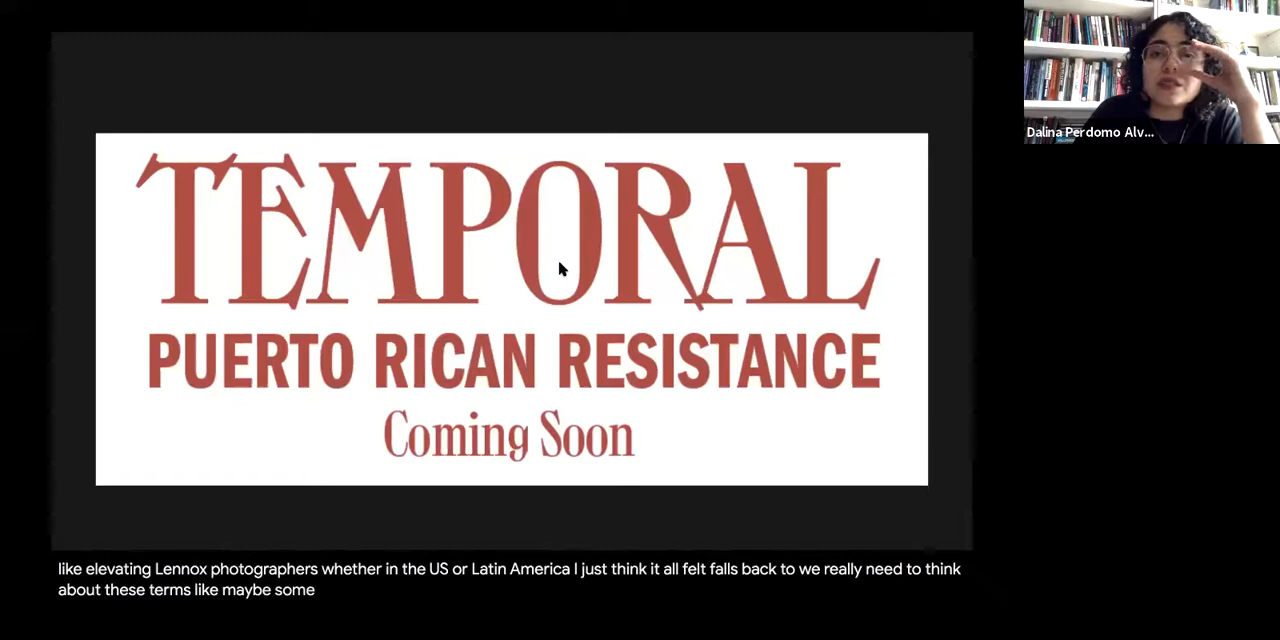 TEMPORAL
PUERTO RICAN RESISTANCE
Coming Soon
Dalina Perdomo Alv...
like elevating Lennox photographers whether in the US or Latin America I just think it all felt falls back to we really need to think
about these terms like maybe some